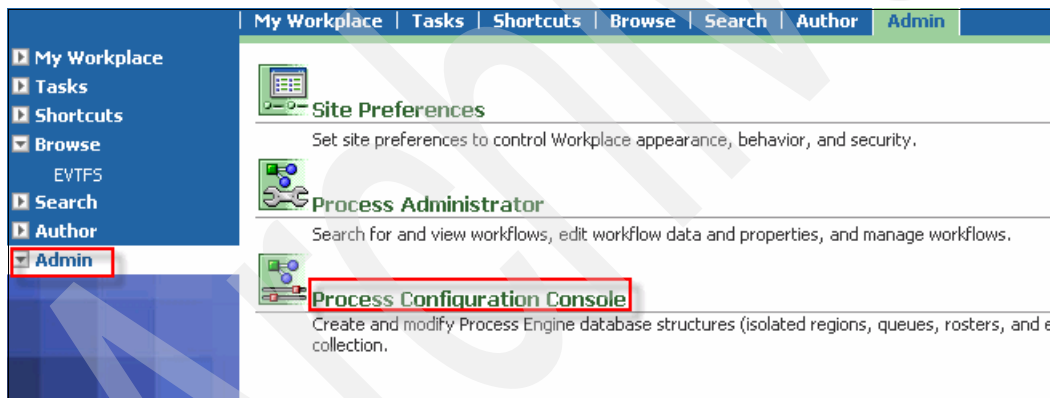 My Workplace | Tasks | Shortcuts | Browse | Search | Author Admin
My Workplace
Tasks
Shortcuts
Browse
EVTFS
Search
Author
Admin
Site Preferences
Set site preferences to control Workplace appearance, behavior, and security.
Process Administrator
Search for and view workflows, edit workflow data and properties, and manage workflows.
Process Configuration Console
Create and modify Process Engine database structures (isolated regions, queues, rosters, and
collection.